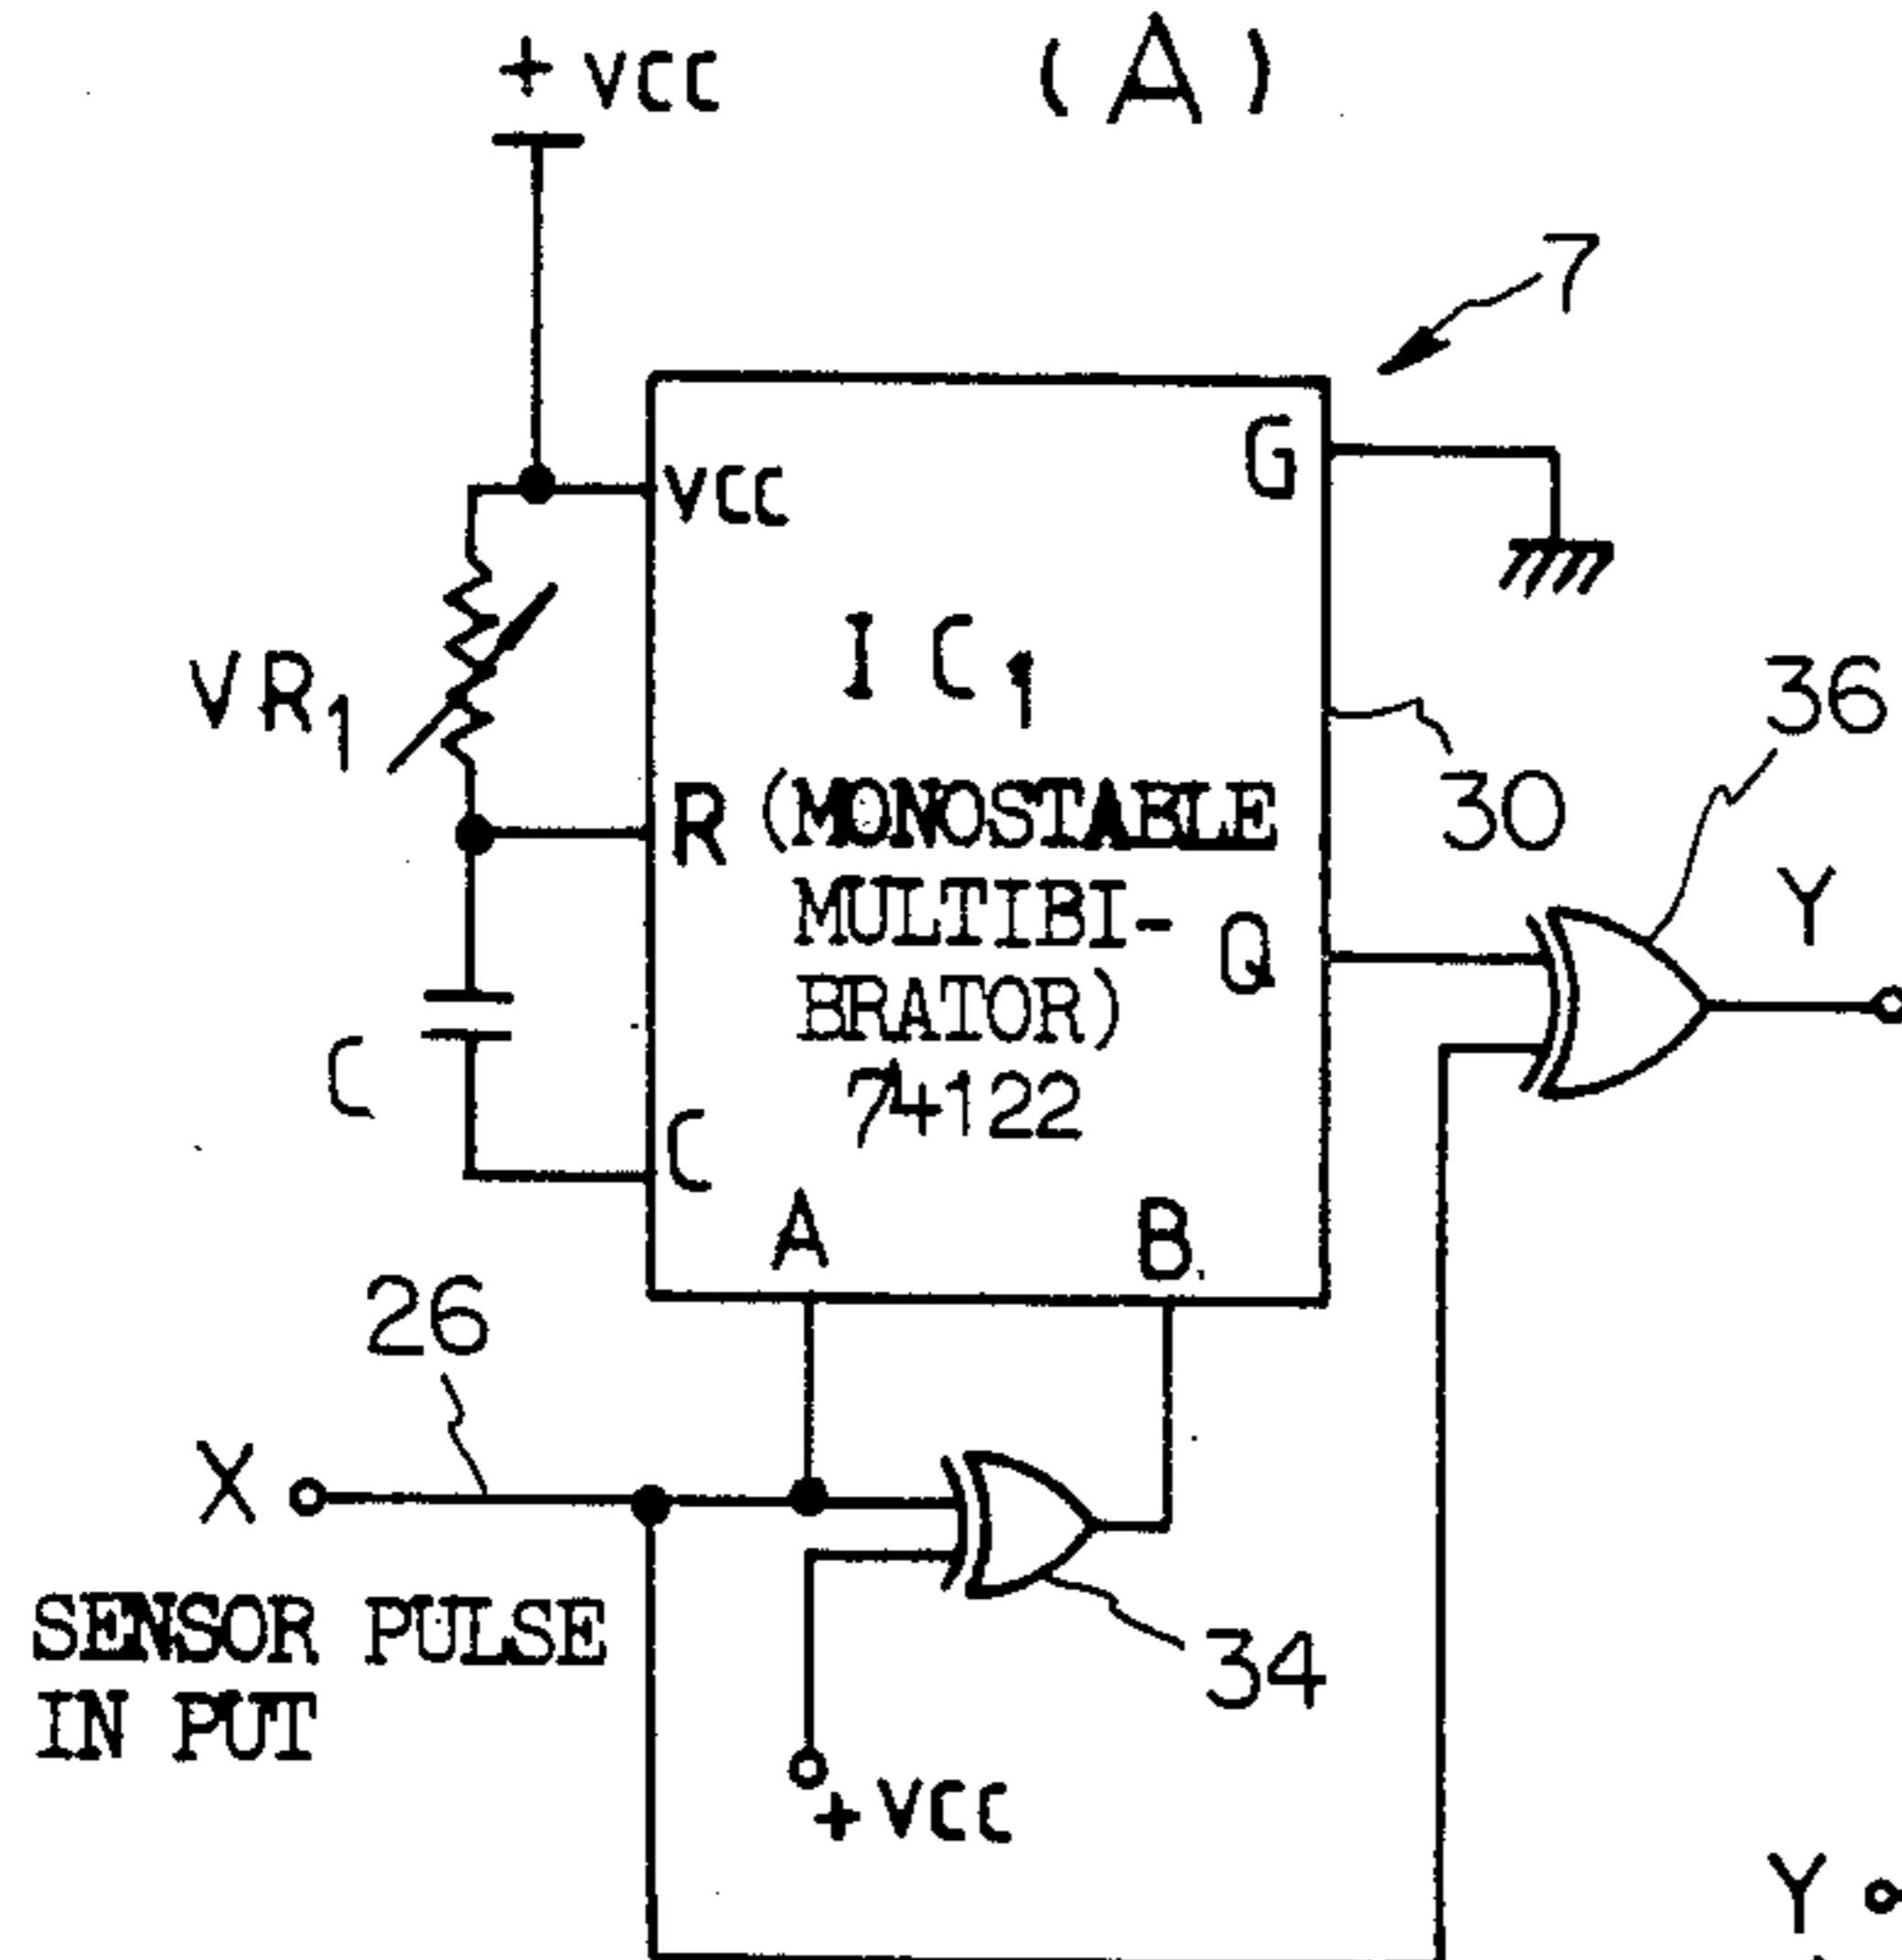 (A)
+ VCC
7
VCC
G
VR1
IC1
36
R
(MONOSTABLE
MULTIBI-
BRATOR)
74122
30
Y
Q
C
C
A
B
26
X
SENSOR PULSE
IN PUT
34
+ VCC
Y